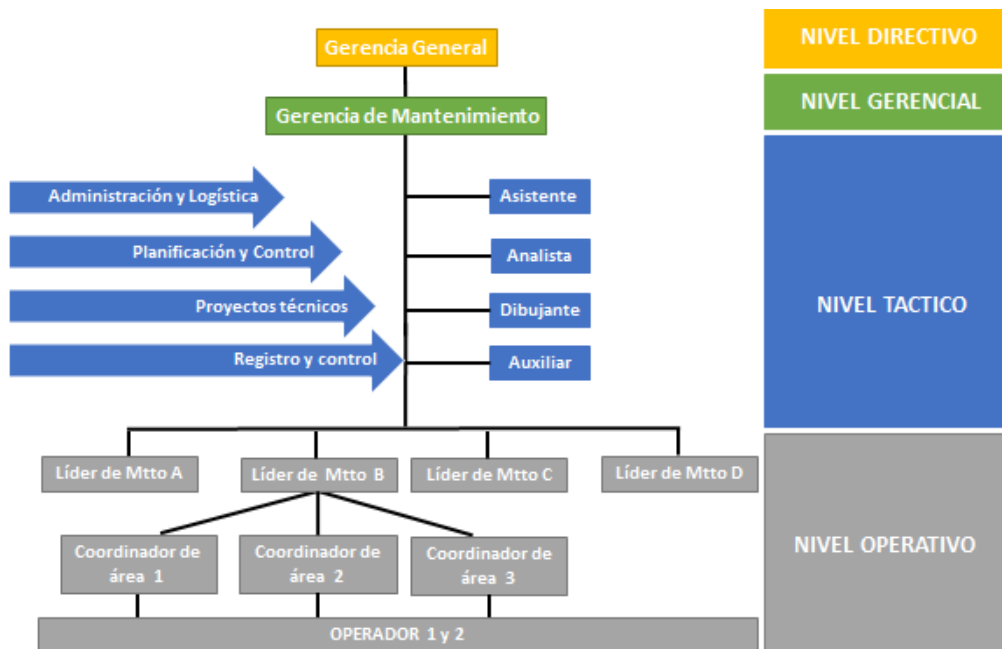 Gerencia General
NIVEL DIRECTIVO
Gerencia de Mantenimiento
NIVEL GERENCIAL
Administración y Logística
Asistente
Planificación y Control
Analista
Proyectos técnicos
Dibujante
Registro y control
Auxiliar
NIVEL TACTICO
Líder de Mtto A
Líder de Mtto B
Líder de Mtto C
Líder de Mtto D
Coordinador de
área 1
Coordinador de
área 2
Coordinador de
área 3
NIVEL OPERATIVO
OPERADOR 1 y 2